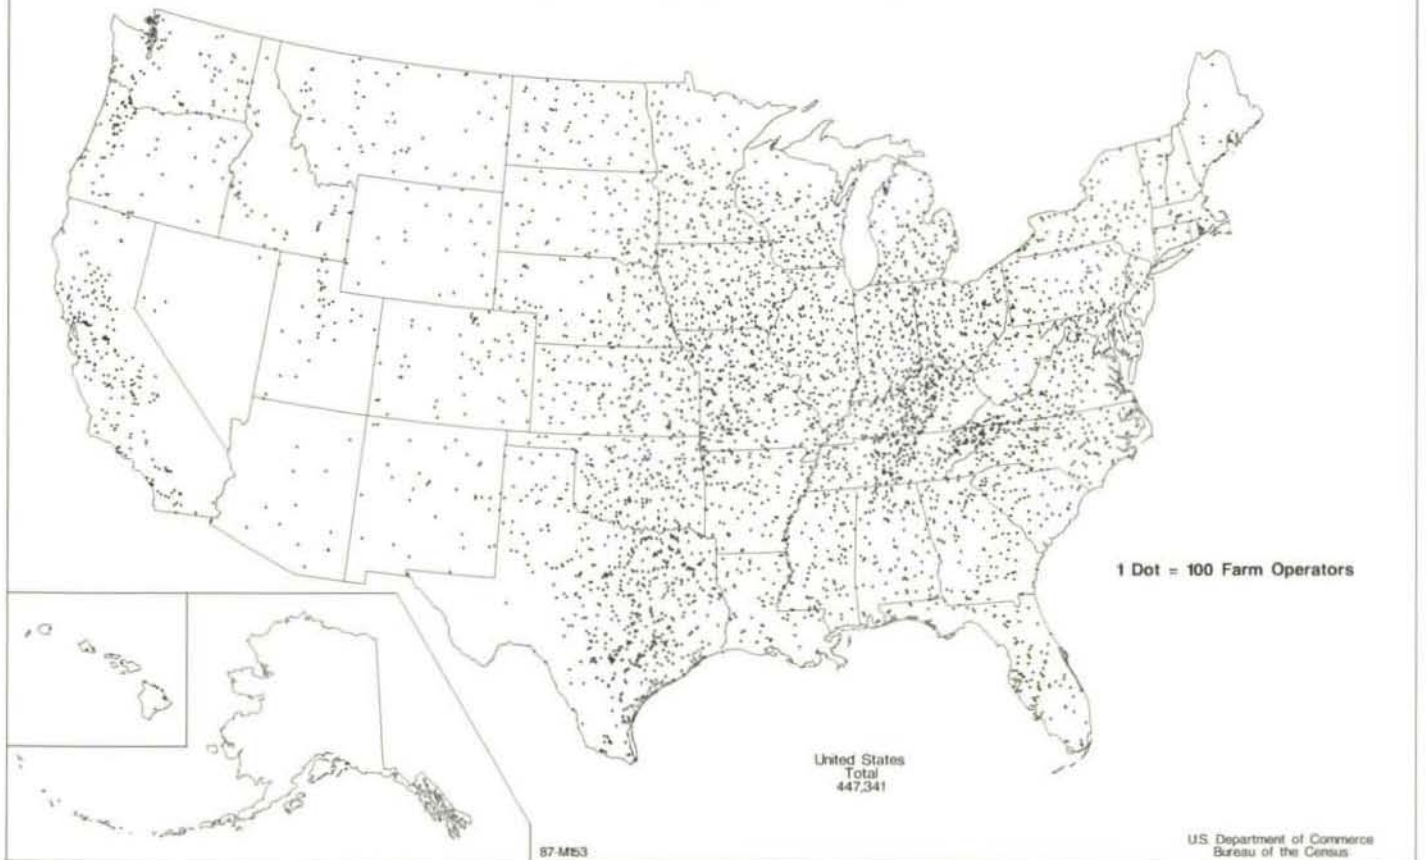 1 Dot = 100 Farm Operators
United States
Total
447,341
87-M153
U.S. Department of Commerce
Bureau of the Census